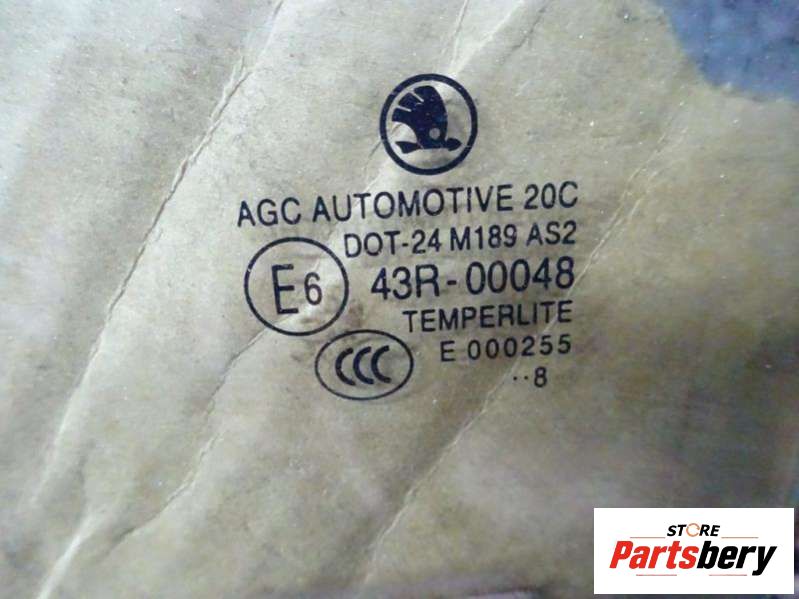 AGC AUTOMOTIVE 20C
DOT-24 M189 AS2
E6 43R-00048
TEMPERLITE
CCC E 000255
··8
STORE
Partsbery